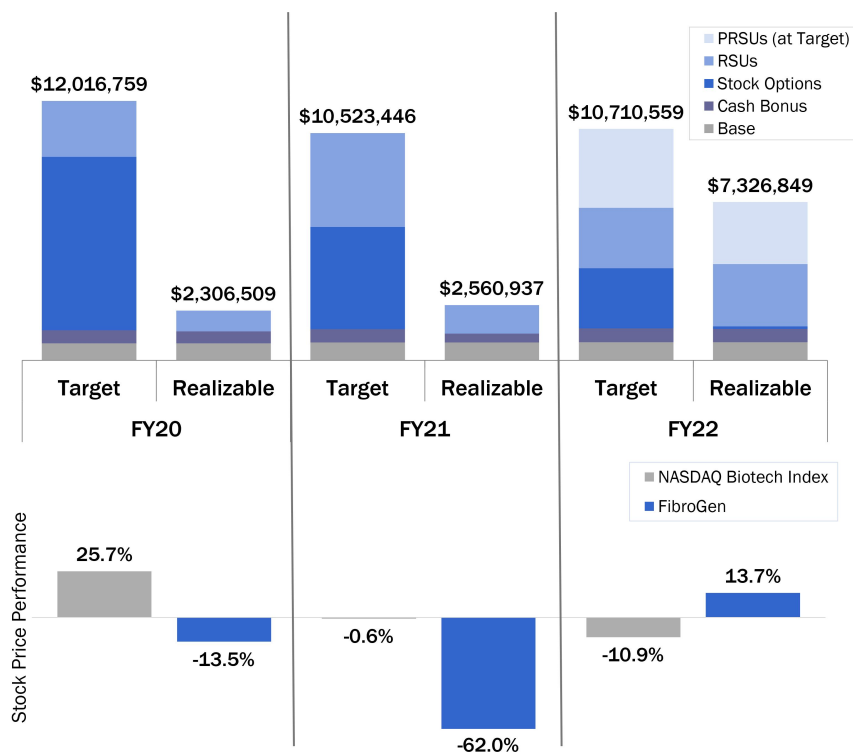 PRSUs (at Target)
RSUs
Stock Options
Cash Bonus
Base
$12,016,759
$2,306,509
$10,523,446
$2,560,937
$10,710,559
$7,326,849
Target
Realizable
Target
Realizable
Target
Realizable
FY20
FY21
FY22
NASDAQ Biotech Index
FibroGen
Stock Price Performance
25.7%
-13.5%
-0.6%
-62.0%
-10.9%
13.7%